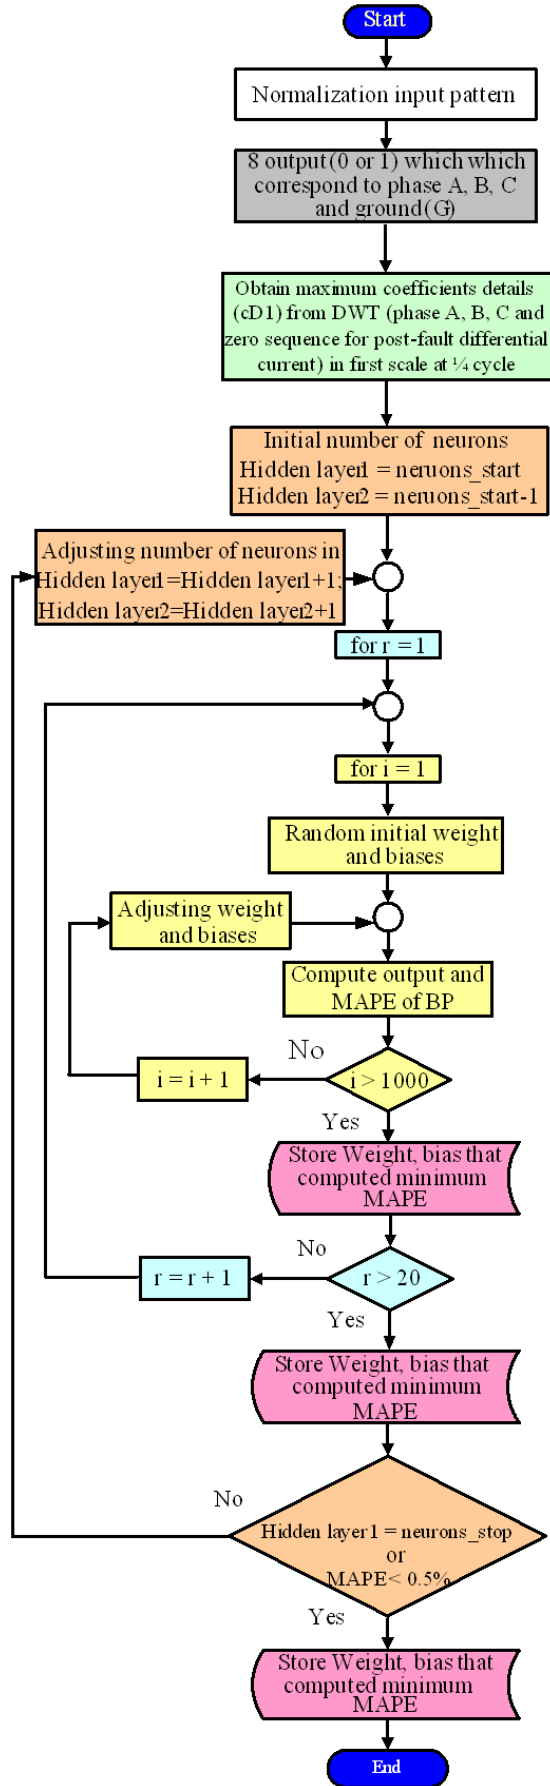 Start
Normalization input pattern
8 output (0 or 1) which which
correspond to phase A, B, C
and ground (G)
Obtain maximum coefficients details
(cD1) from DWT (phase A, B, C and
zero sequence for post-fault differential
current) in first scale at ¼ cycle
Initial number of neurons
Hidden layer1 = neruons_start
Hidden layer2 = neruons_start-1
Adjusting number of neurons in
Hidden layer1=Hidden layer1+1;
Hidden layer2=Hidden layer2+1
for r = 1
for i = 1
Random initial weight
and biases
Adjusting weight
and biases
Compute output and
MAPE of BP
No
i = i + 1
i > 1000
Yes
Store Weight, bias that
computed minimum
MAPE
No
r = r + 1
r > 20
Yes
Store Weight, bias that
computed minimum
MAPE
No
Hidden layer1 = neurons_stop
or
MAPE< 0.5%
Yes
Store Weight, bias that
computed minimum
MAPE
End